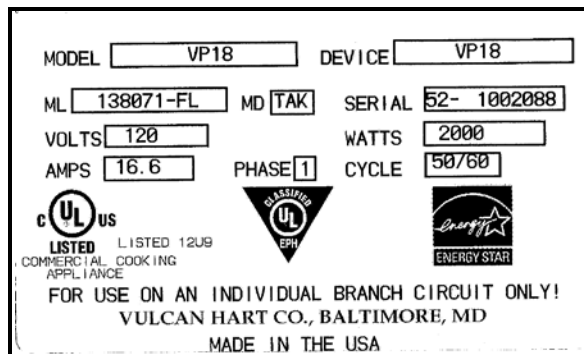 MODEL VP18 DEVICE VP18
ML 138071-FL MD TAK SERIAL 52- 1002088
VOLTS 120 WATTS 2000
AMPS 16.6 PHASE 1 CYCLE 50/60
CLASSIFIED
C UL US UL energy
EPH
LISTED LISTED 12U9 ENERGY STAR
COMMERCIAL COOKING
APPLIANCE
FOR USE ON AN INDIVIDUAL BRANCH CIRCUIT ONLY!
VULCAN HART CO., BALTIMORE, MD
MADE IN THE USA